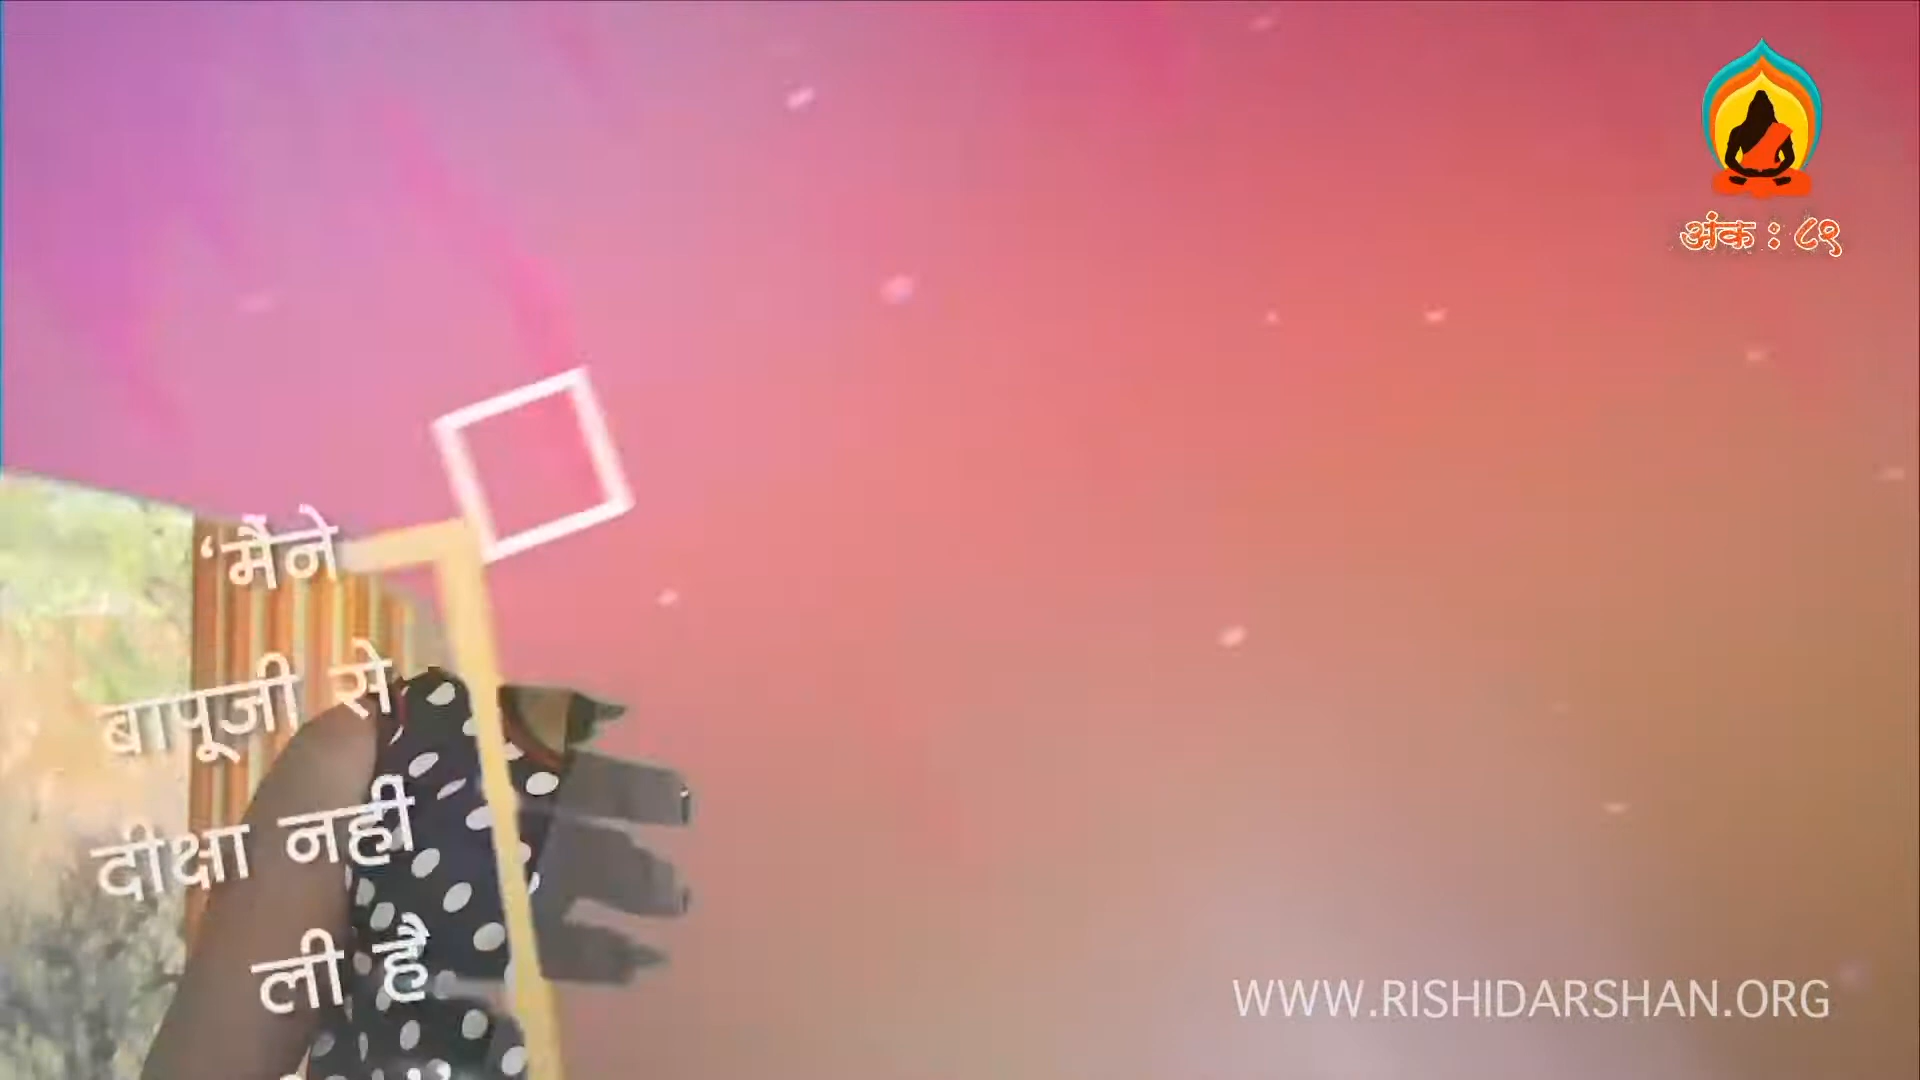 अंक : ८९
‘मैंने
बापूजी से
दीक्षा नहीं
ली है
WWW.RISHIDARSHAN.ORG